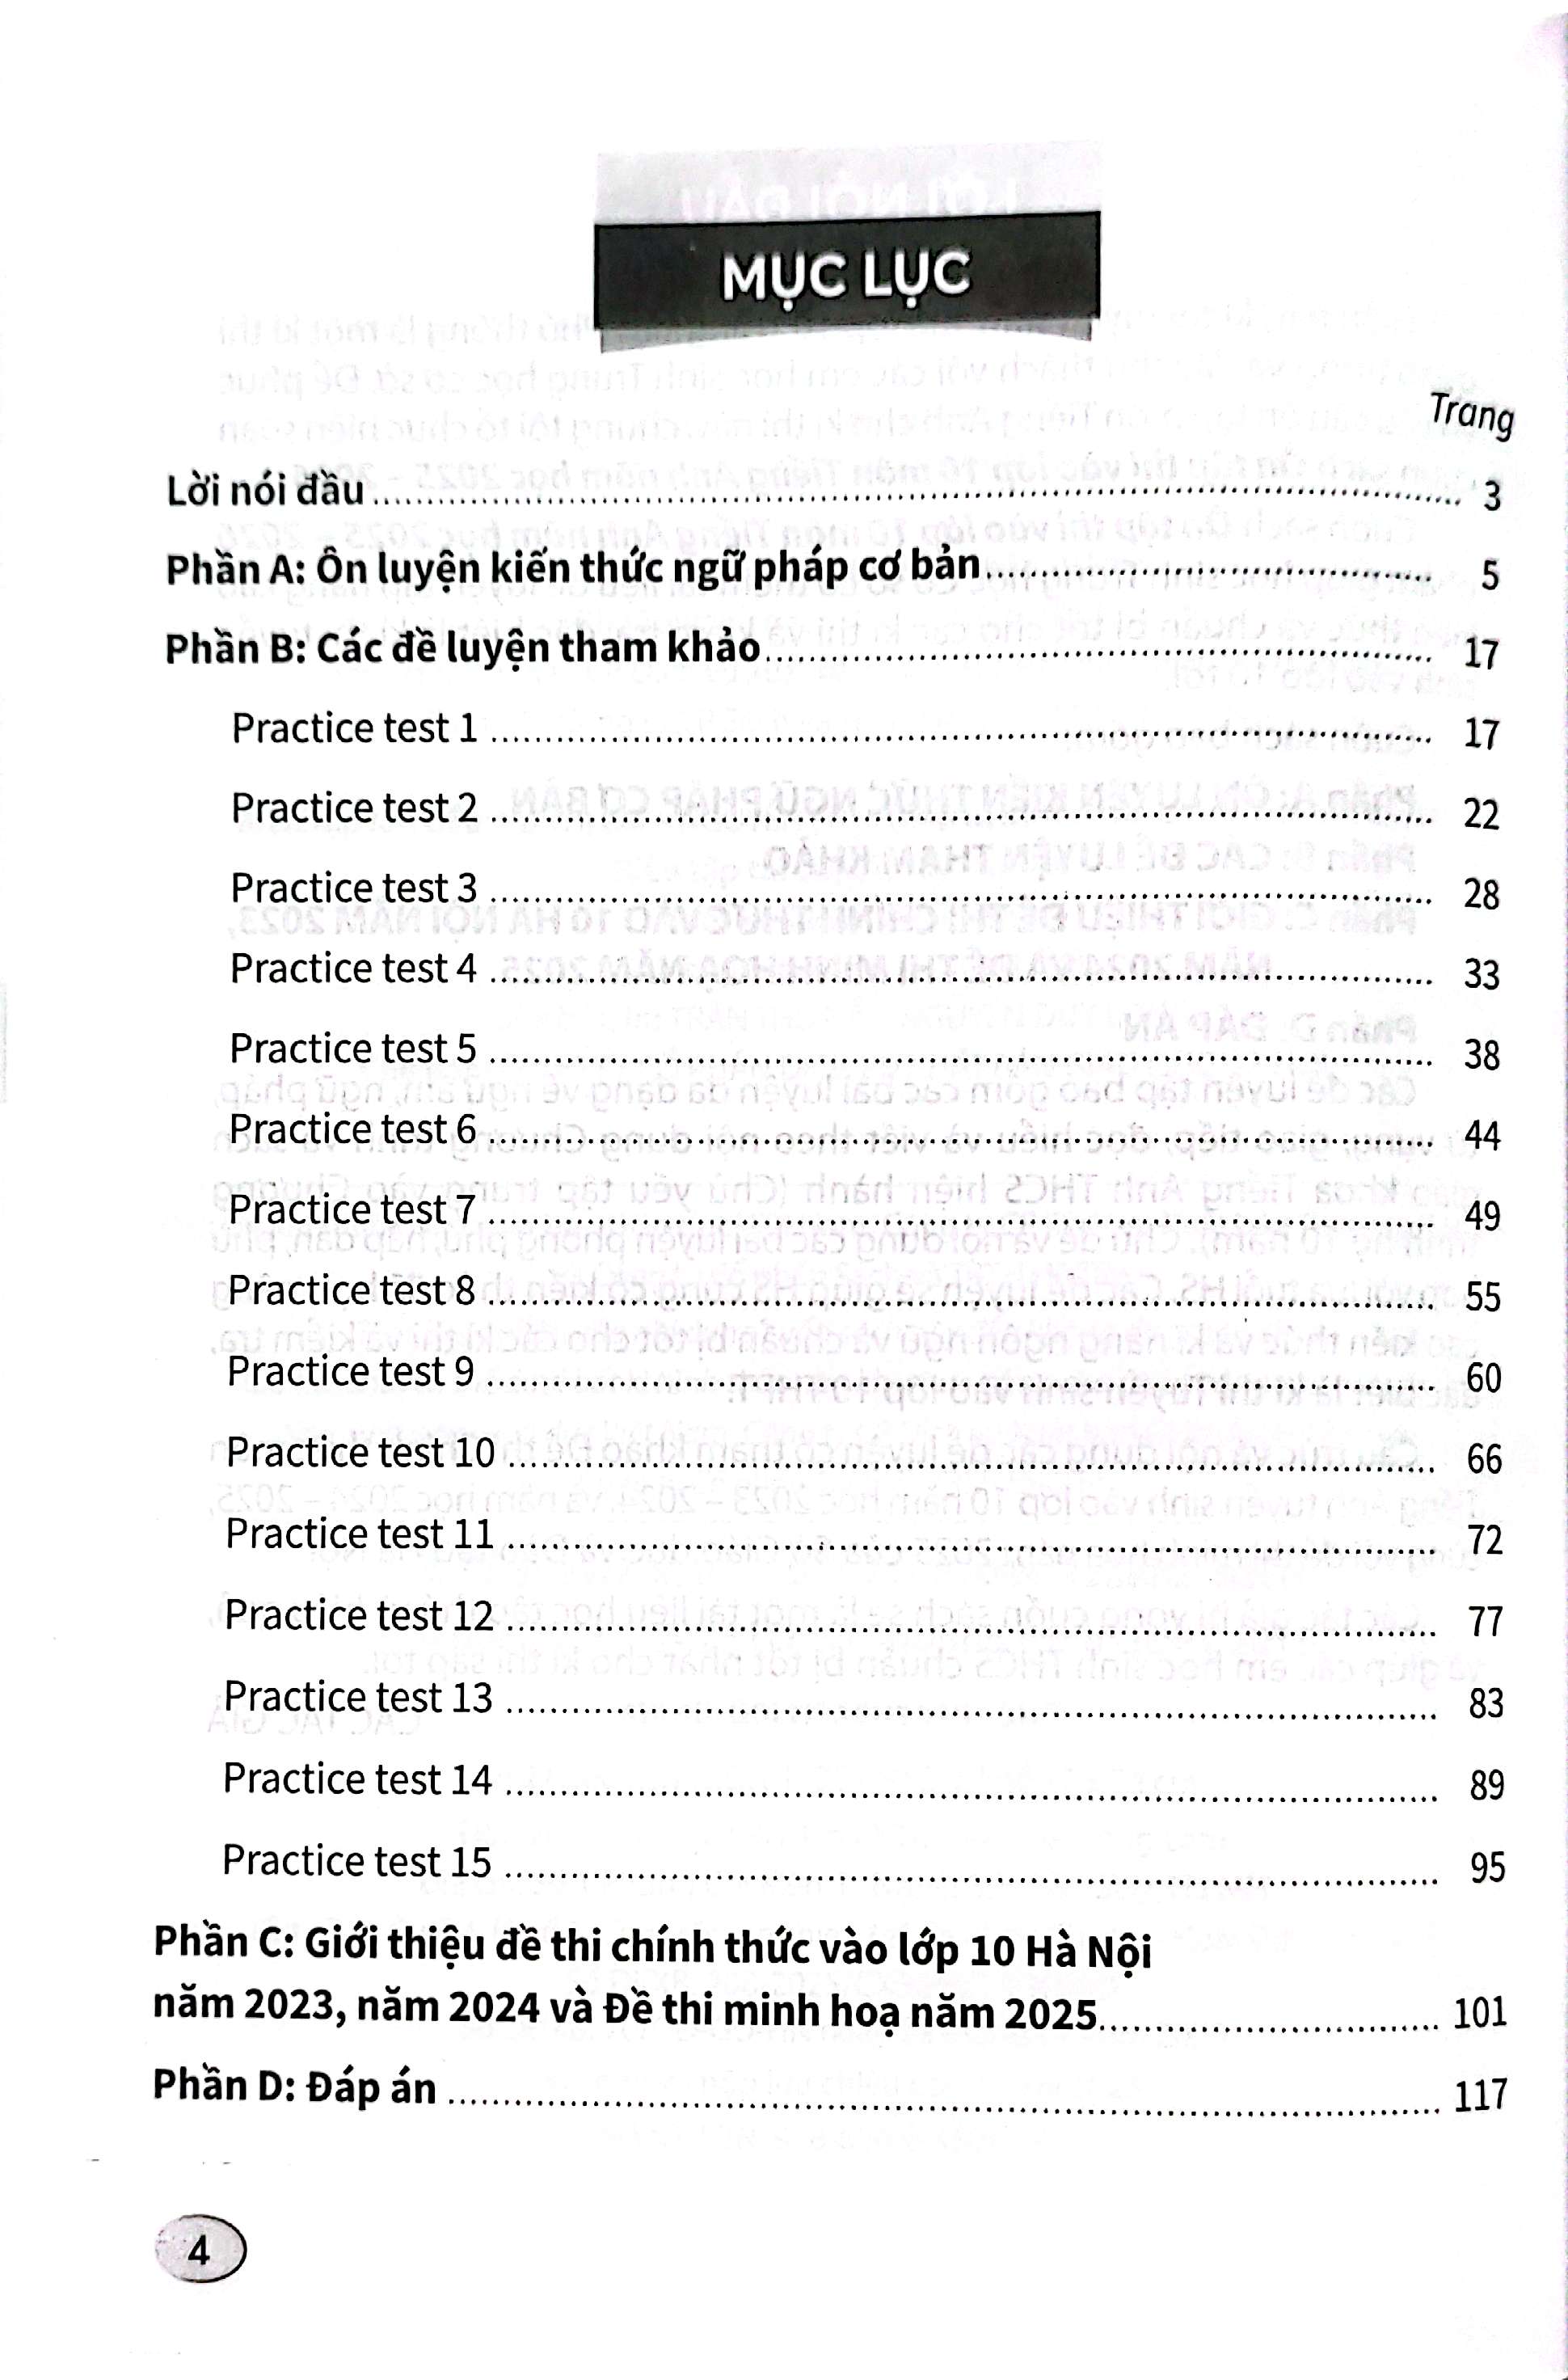 MỤC LỤC
Trang
Lời nói đầu ........ 3
Phần A: Ôn luyện kiến thức ngữ pháp cơ bản ........ 5
Phần B: Các đề luyện tham khảo ........ 17
Practice test 1 ........ 17
Practice test 2 ........ 22
Practice test 3 ........ 28
Practice test 4 ........ 33
Practice test 5 ........ 38
Practice test 6 ........ 44
Practice test 7 ........ 49
Practice test 8 ........ 55
Practice test 9 ........ 60
Practice test 10 ........ 66
Practice test 11 ........ 72
Practice test 12 ........ 77
Practice test 13 ........ 83
Practice test 14 ........ 89
Practice test 15 ........ 95
Phần C: Giới thiệu đề thi chính thức vào lớp 10 Hà Nội
năm 2023, năm 2024 và Đề thi minh hoạ năm 2025 ........ 101
Phần D: Đáp án ........ 117
4